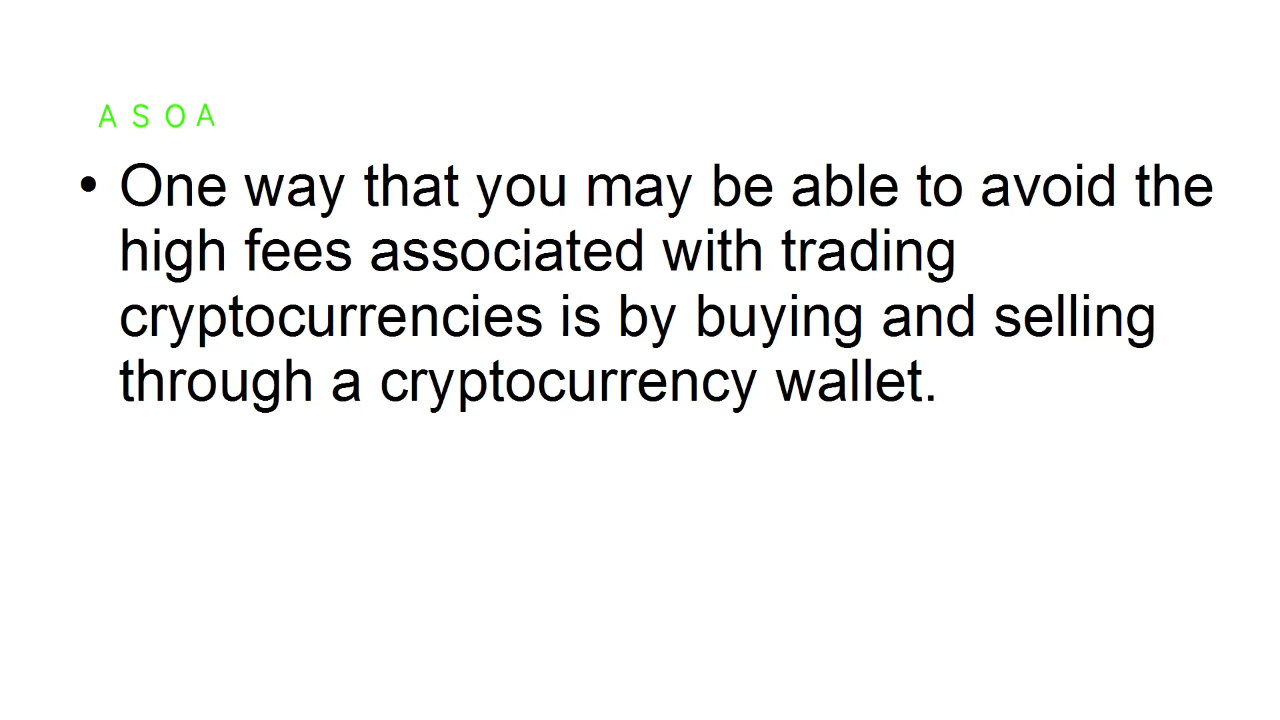 A S O A
• One way that you may be able to avoid the
high fees associated with trading
cryptocurrencies is by buying and selling
through a cryptocurrency wallet.